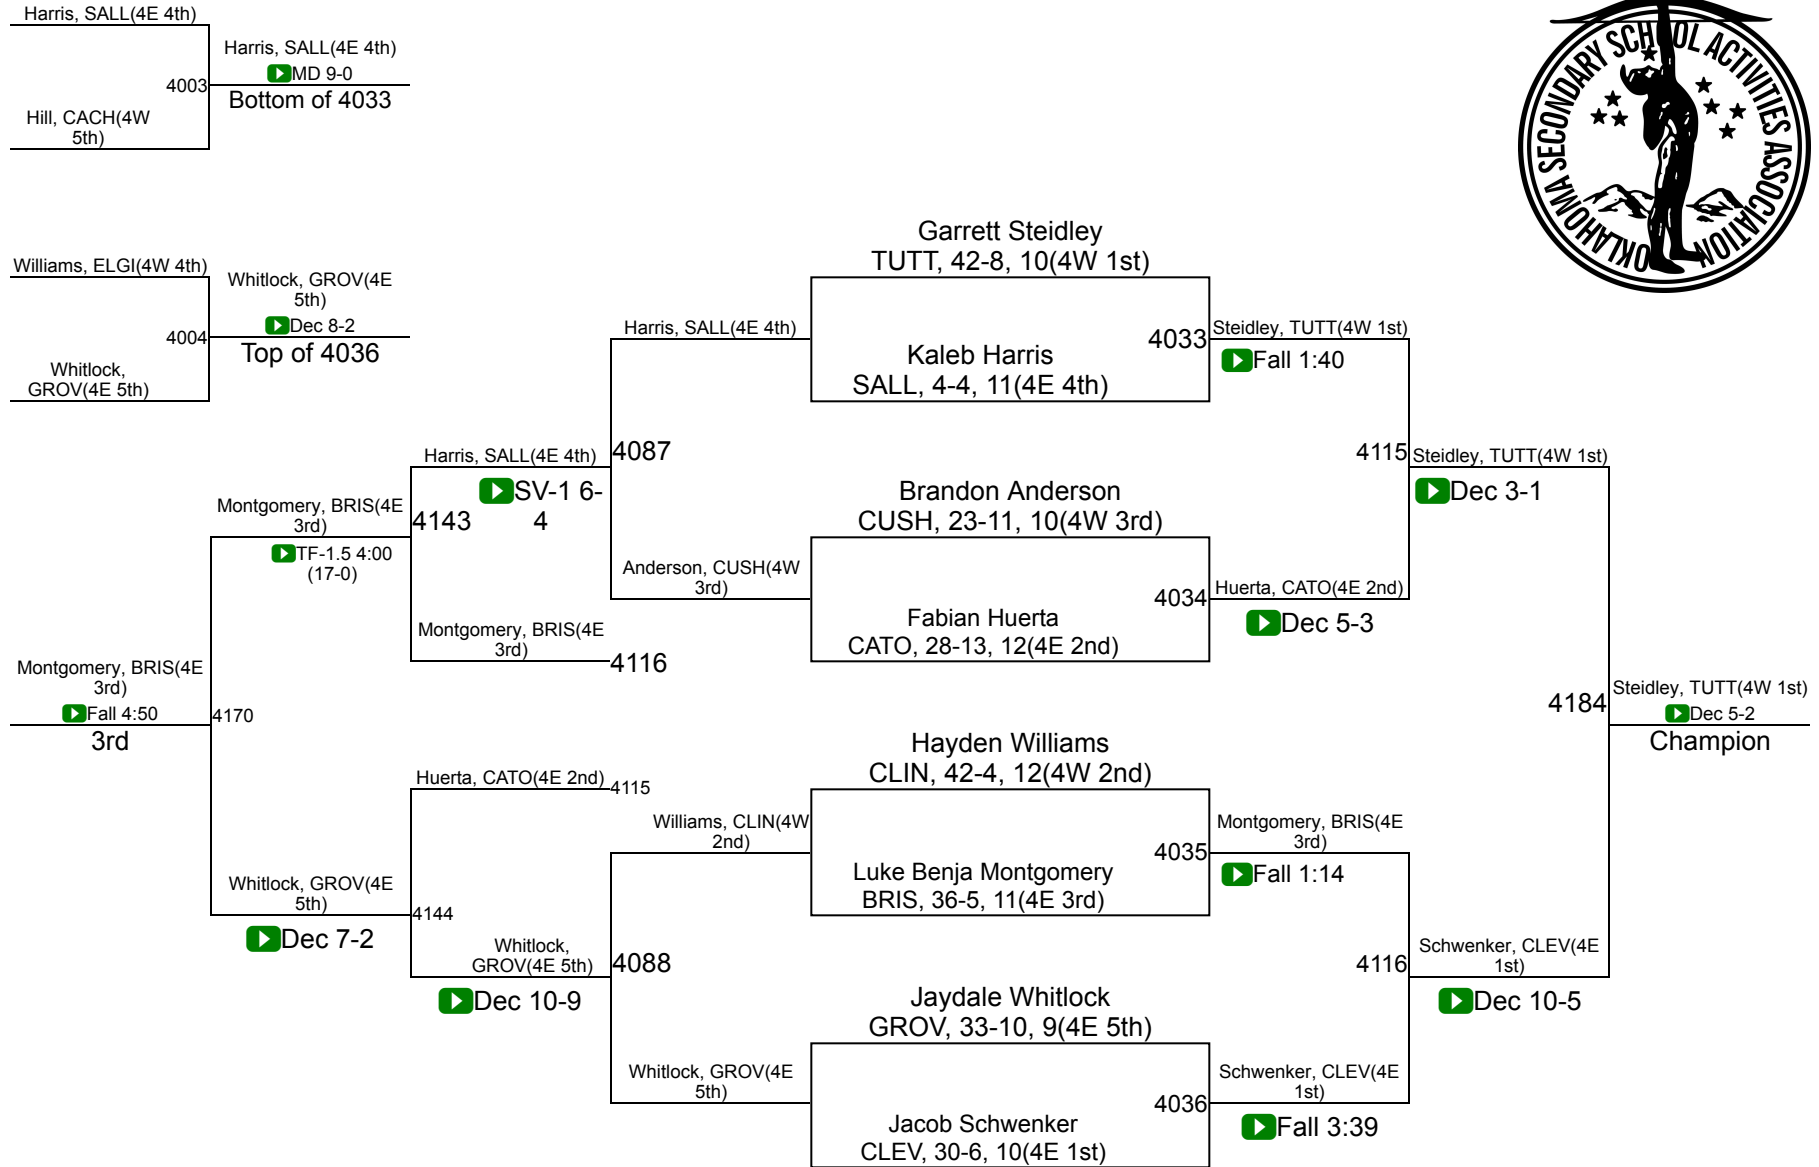 Harris, SALL(4E 4th)
Harris, SALL(4E 4th)
MD 9-0
4003
Bottom of 4033
Hill, CACH(4W
5th)
OKLAHOMA SECONDARY SCHOOL ACTIVITIES ASSOCIATION
Williams, ELGI(4W 4th)
Whitlock, GROV(4E
5th)
Dec 8-2
4004
Top of 4036
Whitlock,
GROV(4E 5th)
Garrett Steidley
TUTT, 42-8, 10(4W 1st)
Harris, SALL(4E 4th)
Kaleb Harris
SALL, 4-4, 11(4E 4th)
4033
Steidley, TUTT(4W 1st)
Fall 1:40
Harris, SALL(4E 4th)
4087
SV-1 6-
4
4115
Steidley, TUTT(4W 1st)
Dec 3-1
Montgomery, BRIS(4E
3rd)
4143
TF-1.5 4:00
(17-0)
Brandon Anderson
CUSH, 23-11, 10(4W 3rd)
Anderson, CUSH(4W
3rd)
Fabian Huerta
CATO, 28-13, 12(4E 2nd)
4034
Huerta, CATO(4E 2nd)
Dec 5-3
Montgomery, BRIS(4E
3rd)
4116
Montgomery, BRIS(4E
3rd)
Fall 4:50
3rd
4170
4184
Steidley, TUTT(4W 1st)
Dec 5-2
Champion
Hayden Williams
CLIN, 42-4, 12(4W 2nd)
Huerta, CATO(4E 2nd)
4115
Williams, CLIN(4W
2nd)
Luke Benja Montgomery
BRIS, 36-5, 11(4E 3rd)
4035
Montgomery, BRIS(4E
3rd)
Fall 1:14
Whitlock, GROV(4E
5th)
4144
Dec 7-2
Whitlock,
GROV(4E 5th)
4088
Dec 10-9
4116
Schwenker, CLEV(4E
1st)
Dec 10-5
Jaydale Whitlock
GROV, 33-10, 9(4E 5th)
Whitlock, GROV(4E
5th)
Jacob Schwenker
CLEV, 30-6, 10(4E 1st)
4036
Schwenker, CLEV(4E
1st)
Fall 3:39